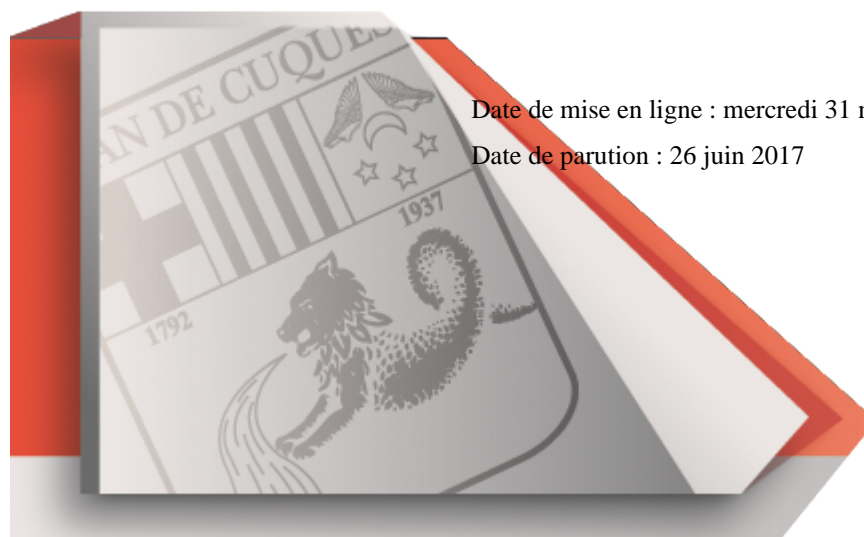 AN DE CUQUES
Date de mise en ligne : mercredi 31
Date de parution : 26 juin 2017
1937
1792